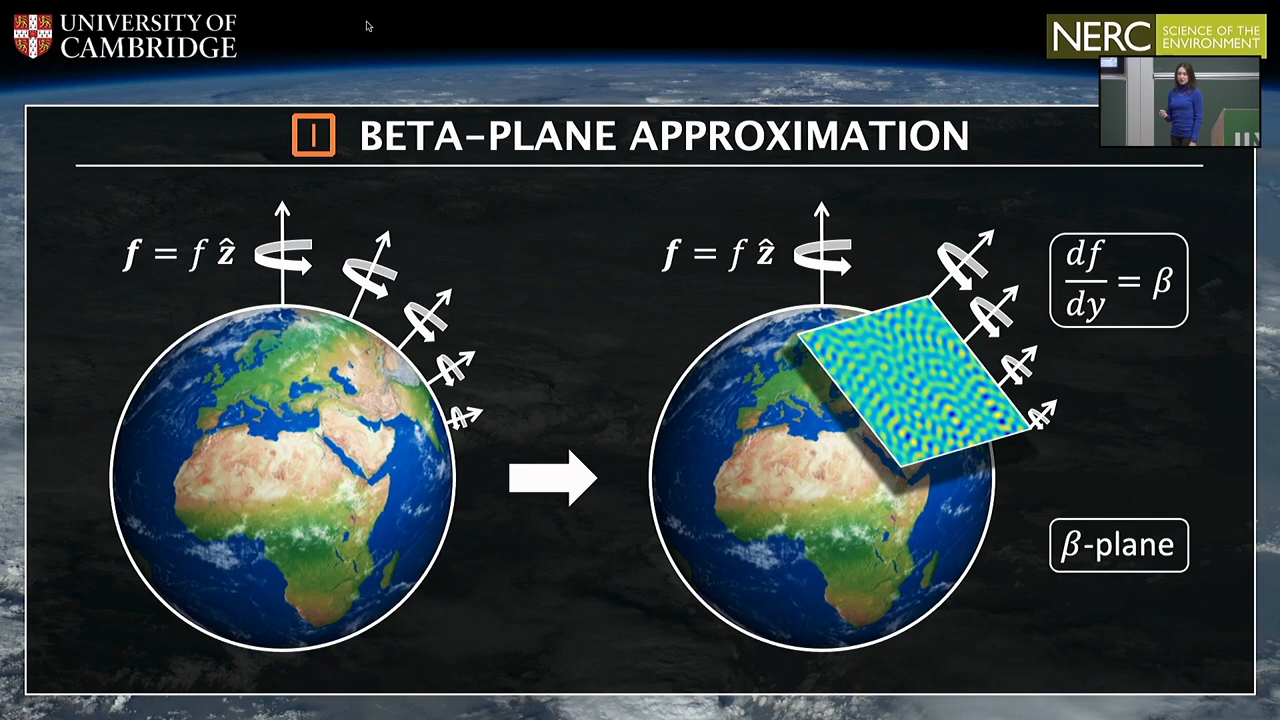 UNIVERSITY OF
CAMBRIDGE
NERC SCIENCE OF THE
ENVIRONMENT
I BETA-PLANE APPROXIMATION
f = f ẑ
f = f ẑ
df/dy = β
β-plane